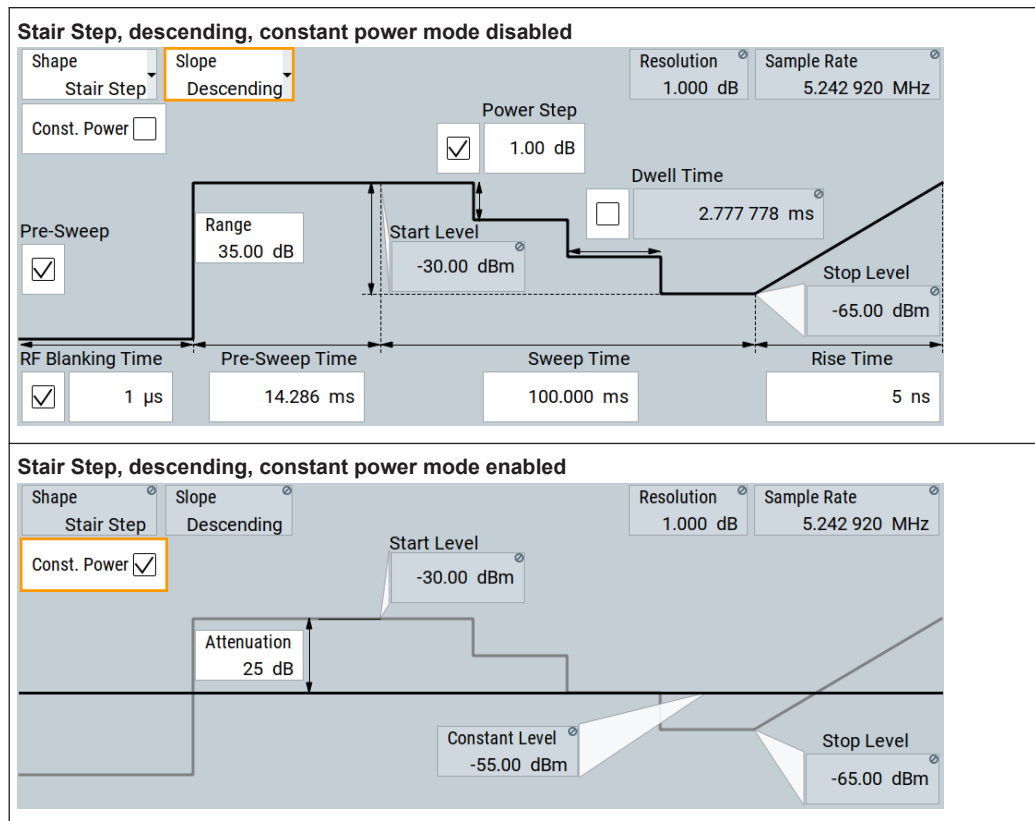 Stair Step, descending, constant power mode disabled
Shape
Stair Step
Slope
Descending
Resolution
1.000 dB
Sample Rate
5.242 920 MHz
Const. Power
Power Step
1.00 dB
Dwell Time
2.777 778 ms
Pre-Sweep
Range
35.00 dB
Start Level
-30.00 dBm
Stop Level
-65.00 dBm
RF Blanking Time
1 µs
Pre-Sweep Time
14.286 ms
Sweep Time
100.000 ms
Rise Time
5 ns
Stair Step, descending, constant power mode enabled
Shape
Stair Step
Slope
Descending
Resolution
1.000 dB
Sample Rate
5.242 920 MHz
Const. Power
Start Level
-30.00 dBm
Attenuation
25 dB
Constant Level
-55.00 dBm
Stop Level
-65.00 dBm